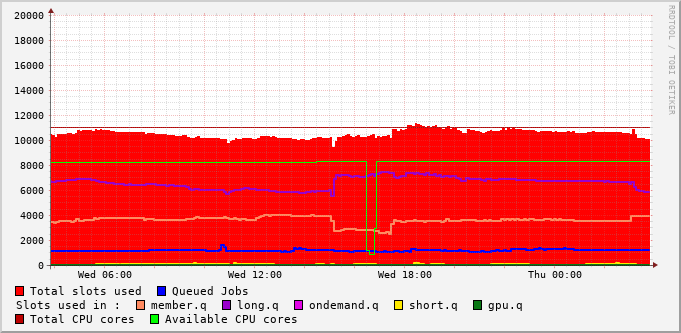 20000
18000
16000
14000
12000
10000
8000
6000
4000
2000
0
Wed 06:00 Wed 12:00 Wed 18:00 Thu 00:00
RRDTOOL / TOBI OETIKER
Total slots used Queued Jobs
Slots used in : member.q long.q ondemand.q short.q gpu.q
Total CPU cores Available CPU cores